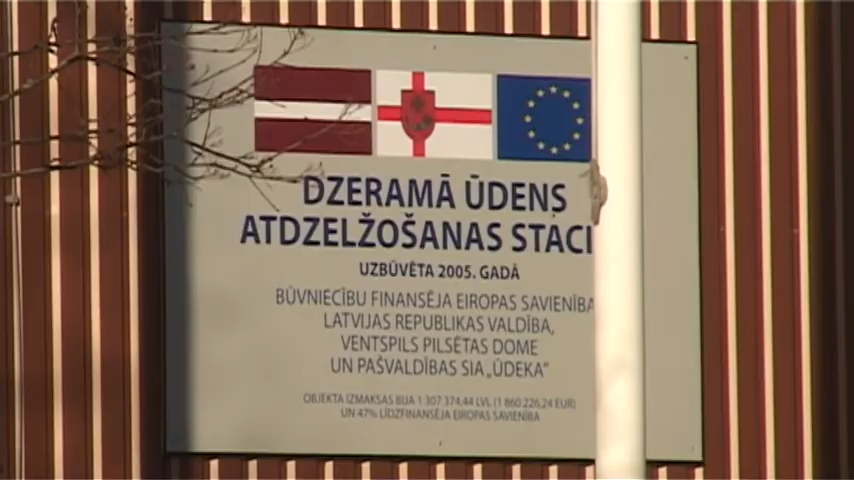 DZERAMĀ ŪDEŅS
ATDZELŽOŠANAS STACI
UZBŪVĒTA 2005. GADĀ
BŪVNIECĪBU FINANSĒJA EIROPAS SAVIENĪBA
LATVIJAS REPUBLIKAS VALDĪBA,
VENTSPILS PILSĒTAS DOME
UN PAŠVALDĪBAS SIA „ŪDEKA”
OBJEKTA IZMAKSAS BIJA 1 307 374,44 LVL (1 860 226,24 EUR)
UN 47% LĪDZFINANSĒJA EIROPAS SAVIENĪBA